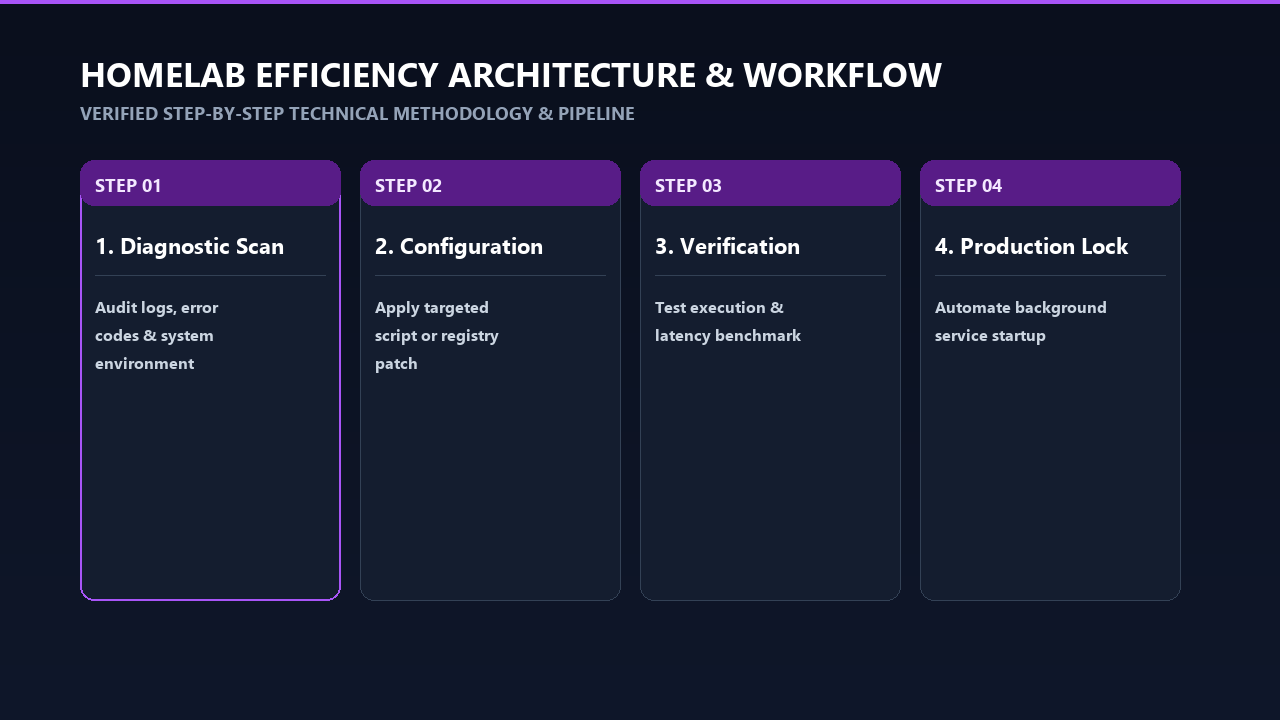 HOMELAB EFFICIENCY ARCHITECTURE & WORKFLOW
VERIFIED STEP-BY-STEP TECHNICAL METHODOLOGY & PIPELINE
STEP 01
1. Diagnostic Scan
Audit logs, error
codes & system
environment
STEP 02
2. Configuration
Apply targeted
script or registry
patch
STEP 03
3. Verification
Test execution &
latency benchmark
STEP 04
4. Production Lock
Automate background
service startup